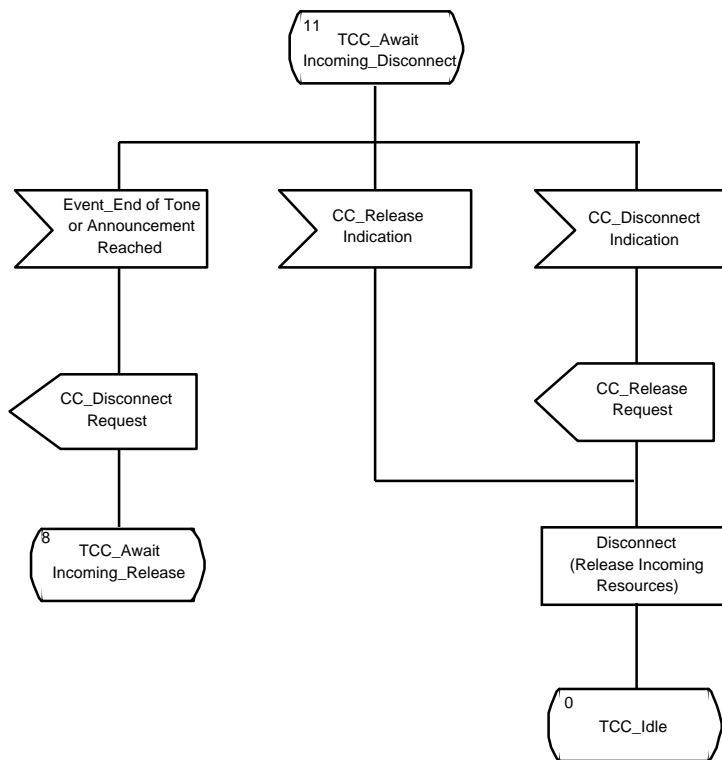 11
TCC_Await
Incoming_Disconnect
Event_End of Tone
or Announcement
Reached
CC_Release
Indication
CC_Disconnect
Indication
CC_Disconnect
Request
CC_Release
Request
8
TCC_Await
Incoming_Release
Disconnect
(Release Incoming
Resources)
0
TCC_Idle